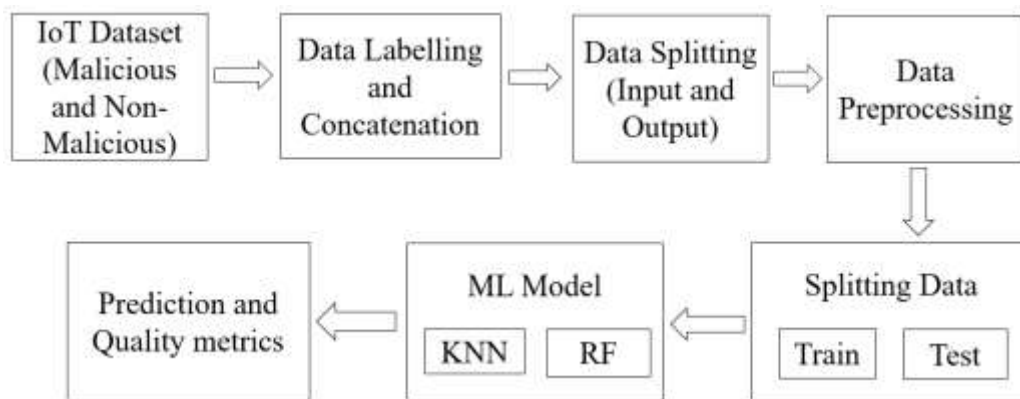 IoT Dataset
(Malicious
and Non-
Malicious)
Data Labelling
and
Concatenation
Data Splitting
(Input and
Output)
Data
Preprocessing
Splitting Data
Train
Test
ML Model
KNN
RF
Prediction and
Quality metrics